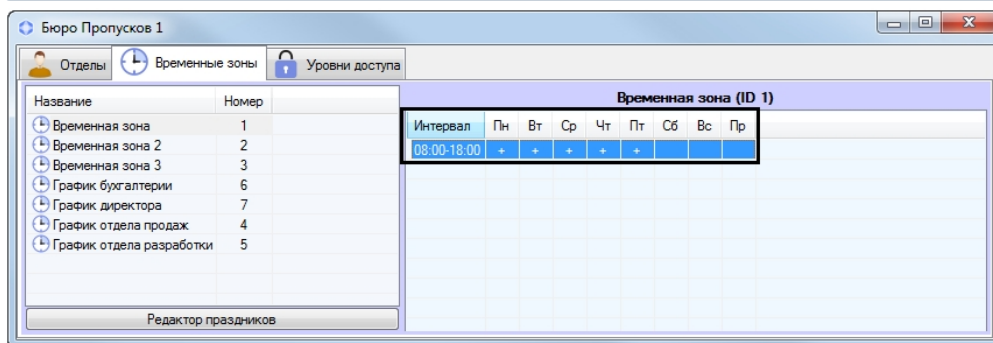 Бюро Пропусков 1
Отделы Временные зоны Уровни доступа
Название Номер
Временная зона 1
Временная зона 2 2
Временная зона 3 3
График бухгалтерии 6
График директора 7
График отдела продаж 4
График отдела разработки 5
Редактор праздников
Временная зона (ID 1)
Интервал Пн Вт Ср Чт Пт Сб Вс Пр
08:00-18:00 + + + + +